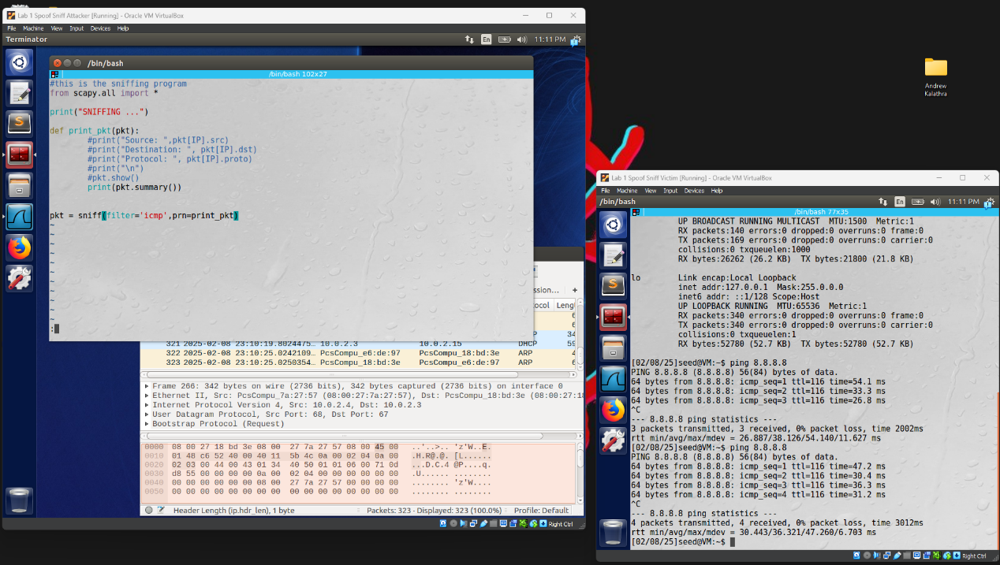 Lab 1 Spoof Sniff Attacker [Running] - Oracle VM VirtualBox
File Machine View Input Devices Help
Terminator
En
11:11 PM
/bin/bash
/bin/bash 102x27
#this is the sniffing program
from scapy.all import *
print("SNIFFING ...")
def print_pkt(pkt):
#print("Source: ",pkt[IP].src)
#print("Destination: ", pkt[IP].dst)
#print("Protocol: ", pkt[IP].proto)
#print("\n")
#pkt.show()
print(pkt.summary())
pkt = sniff(filter='icmp',prn=print_pkt)
~
~
~
~
~
~
~
~
~
~
~
:
ssion… +
ocol Leng
321 2025-02-08 23:10:19.8024475… 10.0.2.3 10.0.2.15 DHCP 59
322 2025-02-08 23:10:25.0242109… PcsCompu_e6:de:97 PcsCompu_18:bd:3e ARP
323 2025-02-08 23:10:25.0250354… PcsCompu_18:bd:3e PcsCompu_e6:de:97 ARP
Frame 266: 342 bytes on wire (2736 bits), 342 bytes captured (2736 bits) on interface 0
Ethernet II, Src: PcsCompu_7a:27:57 (08:00:27:7a:27:57), Dst: PcsCompu_18:bd:3e (08:00:27:18
Internet Protocol Version 4, Src: 10.0.2.4, Dst: 10.0.2.3
User Datagram Protocol, Src Port: 68, Dst Port: 67
Bootstrap Protocol (Request)
0000 08 00 27 18 bd 3e 08 00 27 7a 27 57 08 00 45 00 ..'..>.. 'z'W..E.
0010 01 48 c6 52 40 00 40 11 5b 4c 0a 00 02 04 0a 00 .H.R@.@. [L......
0020 02 03 00 44 00 43 01 34 40 50 01 01 06 00 71 0d ...D.C.4 @P....q.
0030 d8 55 00 00 00 00 0a 00 02 04 00 00 00 00 00 00 .U...... ........
0040 00 00 00 00 00 00 08 00 27 7a 27 57 00 00 00 00 ........ 'z'W....
0050 00 00 00 00 00 00 00 00 00 00 00 00 00 00 00 00 ........ ........
Header Length (ip.hdr_len), 1 byte Packets: 323 · Displayed: 323 (100.0%) Profile: Default
Right Ctrl
Andrew
Kalathra
Lab 1 Spoof Sniff Victim [Running] - Oracle VM VirtualBox
File Machine View Input Devices Help
/bin/bash
En
11:11 PM
/bin/bash 77x35
UP BROADCAST RUNNING MULTICAST MTU:1500 Metric:1
RX packets:140 errors:0 dropped:0 overruns:0 frame:0
TX packets:169 errors:0 dropped:0 overruns:0 carrier:0
collisions:0 txqueuelen:1000
RX bytes:26262 (26.2 KB) TX bytes:21800 (21.8 KB)
lo Link encap:Local Loopback
inet addr:127.0.0.1 Mask:255.0.0.0
inet6 addr: ::1/128 Scope:Host
UP LOOPBACK RUNNING MTU:65536 Metric:1
RX packets:340 errors:0 dropped:0 overruns:0 frame:0
TX packets:340 errors:0 dropped:0 overruns:0 carrier:0
collisions:0 txqueuelen:1
RX bytes:52780 (52.7 KB) TX bytes:52780 (52.7 KB)
[02/08/25]seed@VM:~$ ping 8.8.8.8
PING 8.8.8.8 (8.8.8.8) 56(84) bytes of data.
64 bytes from 8.8.8.8: icmp_seq=1 ttl=116 time=54.1 ms
64 bytes from 8.8.8.8: icmp_seq=2 ttl=116 time=33.3 ms
64 bytes from 8.8.8.8: icmp_seq=3 ttl=116 time=26.8 ms
^C
--- 8.8.8.8 ping statistics ---
3 packets transmitted, 3 received, 0% packet loss, time 2002ms
rtt min/avg/max/mdev = 26.887/38.126/54.140/11.627 ms
[02/08/25]seed@VM:~$ ping 8.8.8.8
PING 8.8.8.8 (8.8.8.8) 56(84) bytes of data.
64 bytes from 8.8.8.8: icmp_seq=1 ttl=116 time=47.2 ms
64 bytes from 8.8.8.8: icmp_seq=2 ttl=116 time=30.4 ms
64 bytes from 8.8.8.8: icmp_seq=3 ttl=116 time=36.3 ms
64 bytes from 8.8.8.8: icmp_seq=4 ttl=116 time=31.2 ms
^C
--- 8.8.8.8 ping statistics ---
4 packets transmitted, 4 received, 0% packet loss, time 3012ms
rtt min/avg/max/mdev = 30.443/36.321/47.260/6.703 ms
[02/08/25]seed@VM:~$
Right Ctrl